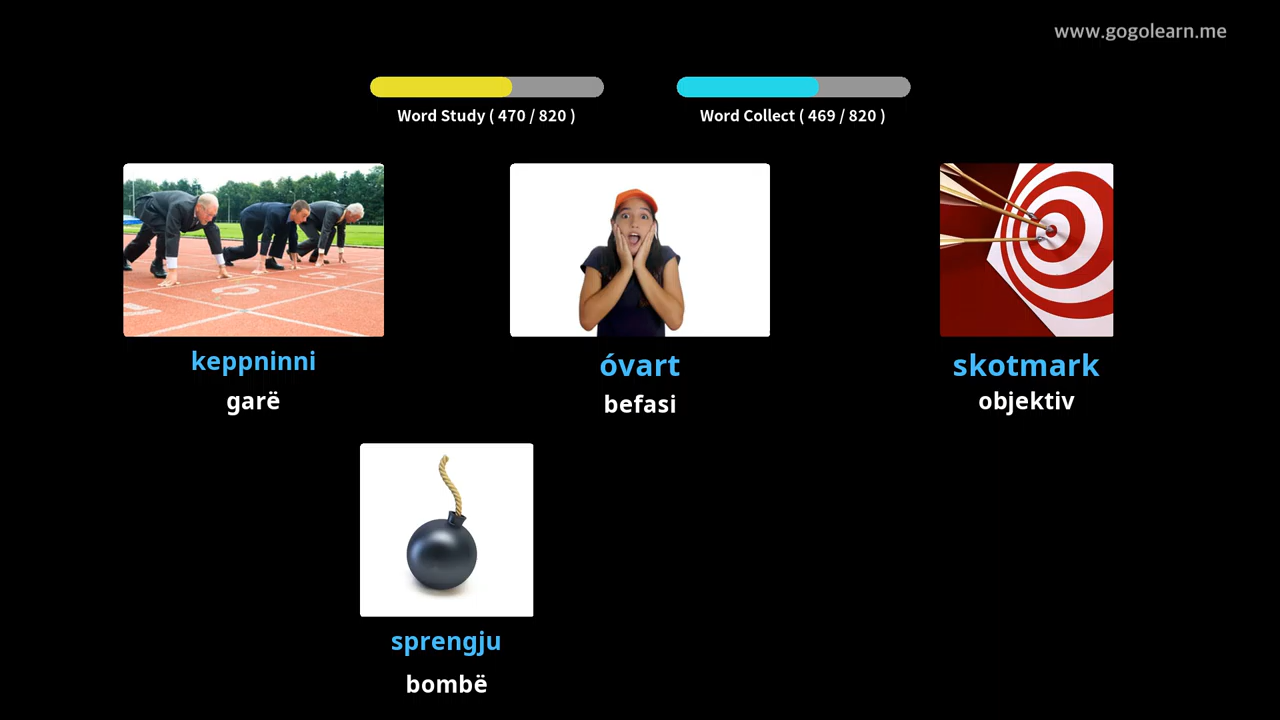 www.gogolearn.me
Word Study ( 470 / 820 )
Word Collect ( 469 / 820 )
keppninni
garë
óvart
befasi
skotmark
objektiv
sprengju
bombë